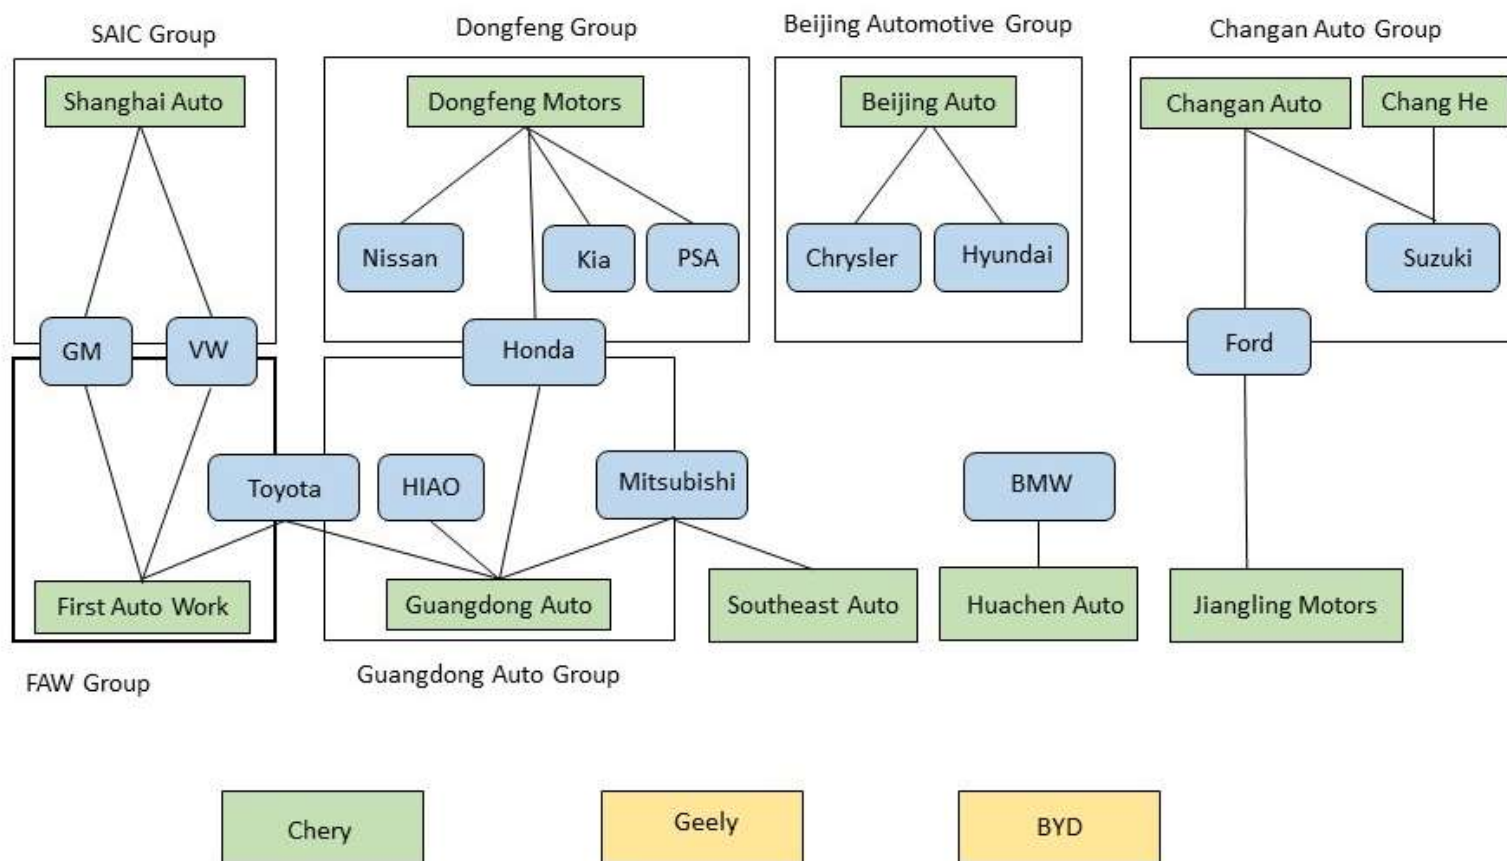 SAIC Group
Dongfeng Group
Beijing Automotive Group
Changan Auto Group
Shanghai Auto
Dongfeng Motors
Beijing Auto
Changan Auto
Chang He
Nissan
Kia
PSA
Chrysler
Hyundai
Suzuki
GM
VW
Honda
Ford
Toyota
HIAO
Mitsubishi
BMW
First Auto Work
Guangdong Auto
Southeast Auto
Huachen Auto
Jiangling Motors
FAW Group
Guangdong Auto Group
Chery
Geely
BYD